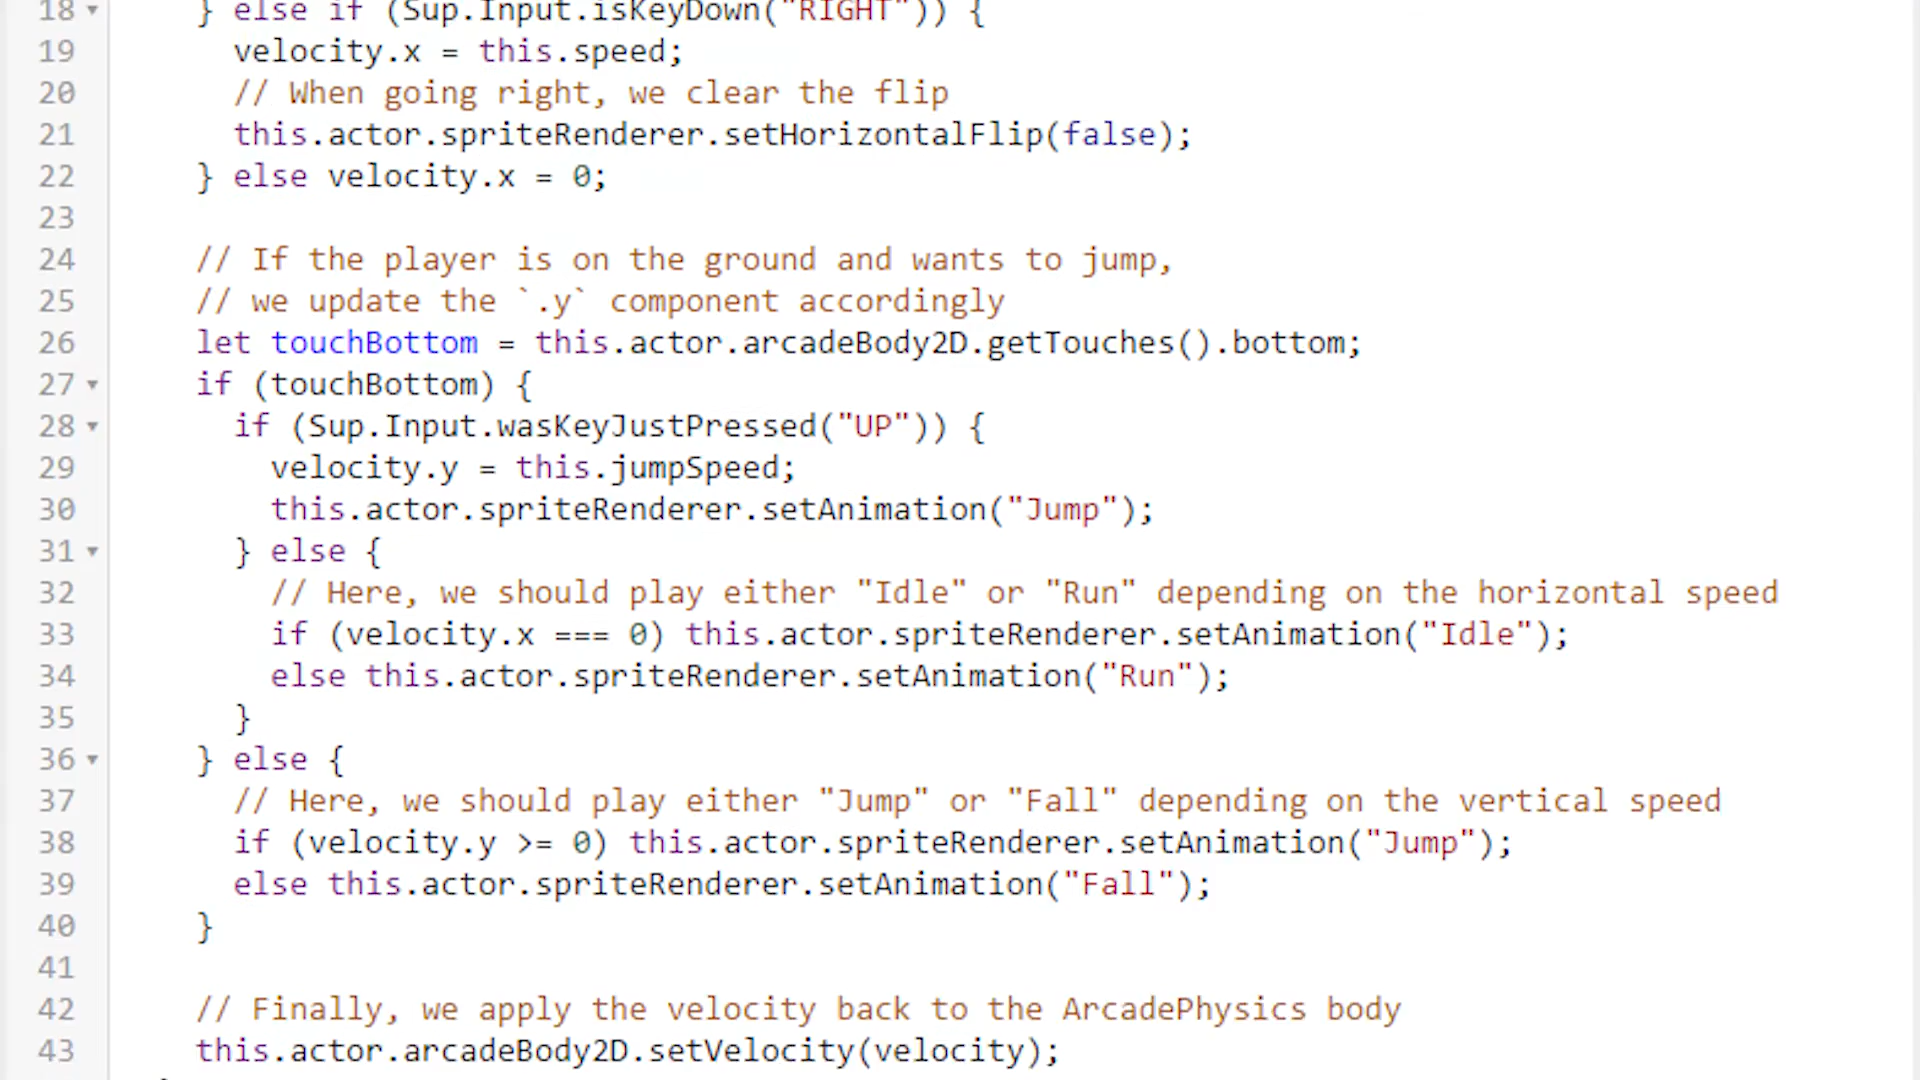 18 } else if (Sup.Input.isKeyDown("RIGHT")) {
19 velocity.x = this.speed;
20 // When going right, we clear the flip
21 this.actor.spriteRenderer.setHorizontalFlip(false);
22 } else velocity.x = 0;
23
24 // If the player is on the ground and wants to jump,
25 // we update the `.y` component accordingly
26 let touchBottom = this.actor.arcadeBody2D.getTouches().bottom;
27 if (touchBottom) {
28 if (Sup.Input.wasKeyJustPressed("UP")) {
29 velocity.y = this.jumpSpeed;
30 this.actor.spriteRenderer.setAnimation("Jump");
31 } else {
32 // Here, we should play either "Idle" or "Run" depending on the horizontal speed
33 if (velocity.x === 0) this.actor.spriteRenderer.setAnimation("Idle");
34 else this.actor.spriteRenderer.setAnimation("Run");
35 }
36 } else {
37 // Here, we should play either "Jump" or "Fall" depending on the vertical speed
38 if (velocity.y >= 0) this.actor.spriteRenderer.setAnimation("Jump");
39 else this.actor.spriteRenderer.setAnimation("Fall");
40 }
41
42 // Finally, we apply the velocity back to the ArcadePhysics body
43 this.actor.arcadeBody2D.setVelocity(velocity);